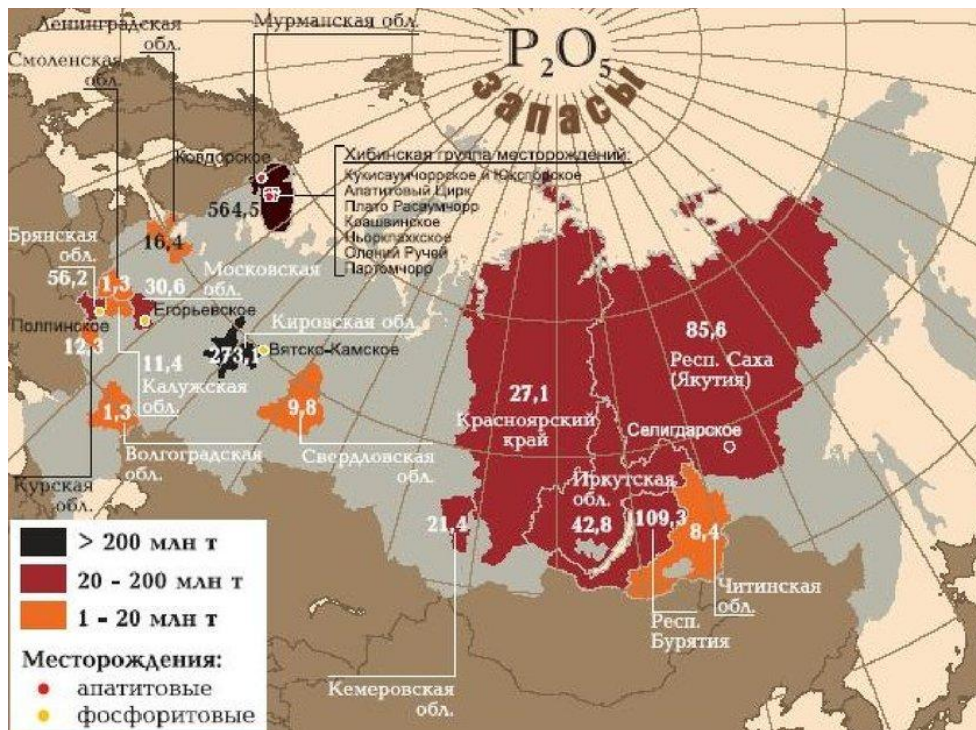 Ленинградская
обл.
Мурманская обл.
Смоленская
обл.
P2O5
запасы
Ковдорское
Хибинская группа месторождений:
Кукисвумчоррское и Юкспорское
Апатитовый Цирк
Плато Расвумчорр
Коашвинское
Ньоркпахкское
Олений Ручей
Партомчорр
564,5
Брянская
обл.
16,4
56,2
1,3
30,6
Московская
обл.
Егорьевское
Полпинское
12,3
Кировская обл.
273,1
Вятско-Камское
11,4
Калужская
обл.
1,3
9,8
Волгоградская
обл.
Свердловская
обл.
Курская
обл.
27,1
Красноярский
край
85,6
Респ. Саха
(Якутия)
Селигдарское
Иркутская
обл.
42,8
109,3
8,4
21,4
Читинская
обл.
Респ.
Бурятия
Кемеровская
обл.
> 200 млн т
20 - 200 млн т
1 - 20 млн т
Месторождения:
апатитовые
фосфоритовые